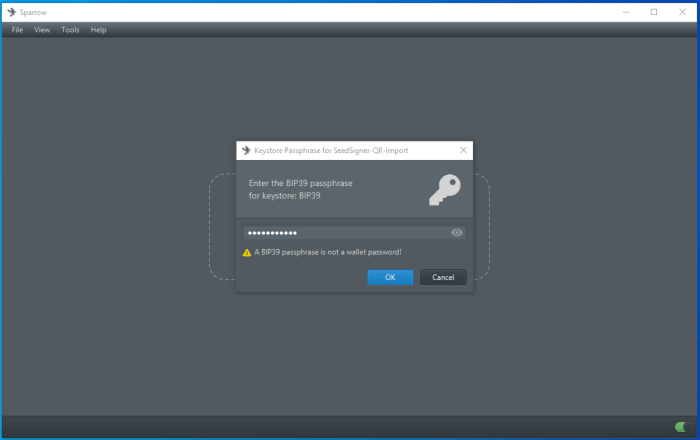 Sparrow
File View Tools Help
Keystore Passphrase for SeedSigner-QR-Import
Enter the BIP39 passphrase
for keystore: BIP39
●●●●●●●●●●●
A BIP39 passphrase is not a wallet password!
OK Cancel